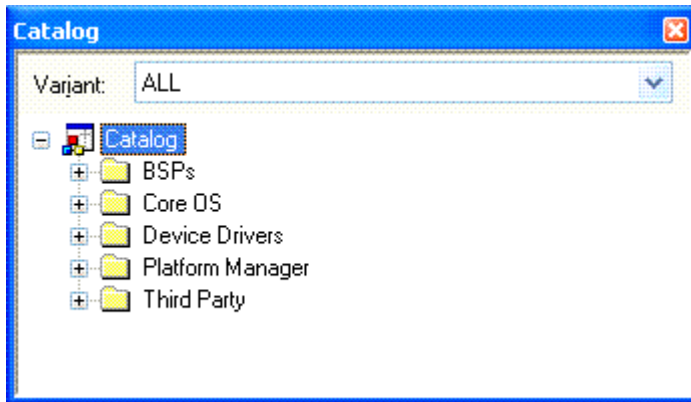 Catalog
Variant: ALL
Catalog
BSPs
Core OS
Device Drivers
Platform Manager
Third Party